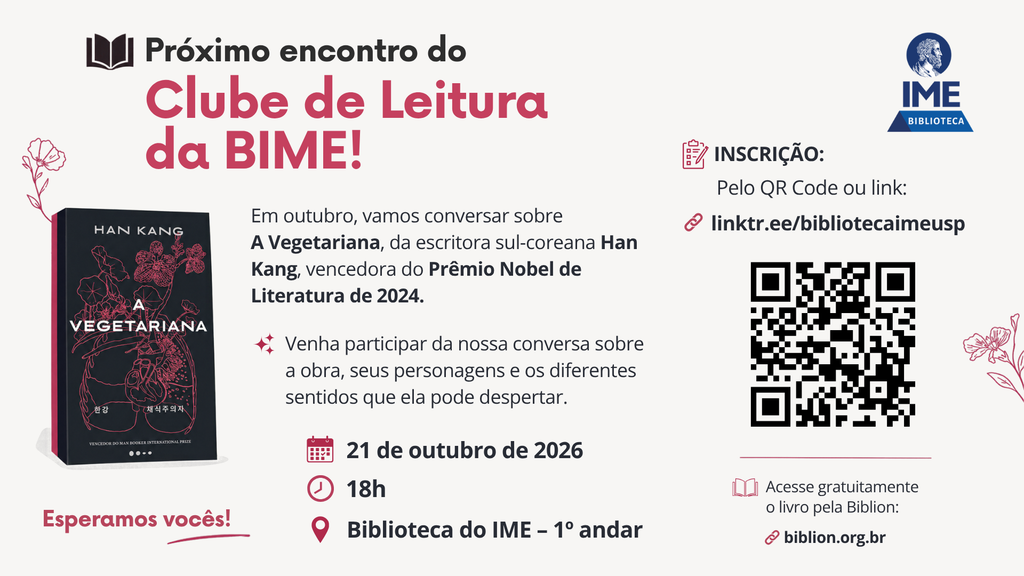 Próximo encontro do
Clube de Leitura
da BIME!
IME
BIBLIOTECA
HAN KANG
A
VEGETARIANA
한강 채식주의자
VENCEDOR DO MAN BOOKER INTERNATIONAL PRIZE
Em outubro, vamos conversar sobre
A Vegetariana, da escritora sul-coreana Han
Kang, vencedora do Prêmio Nobel de
Literatura de 2024.
Venha participar da nossa conversa sobre
a obra, seus personagens e os diferentes
sentidos que ela pode despertar.
21 de outubro de 2026
18h
Biblioteca do IME – 1º andar
Esperamos vocês!
INSCRIÇÃO:
Pelo QR Code ou link:
linktr.ee/bibliotecaimeusp
Acesse gratuitamente
o livro pela Biblion:
biblion.org.br